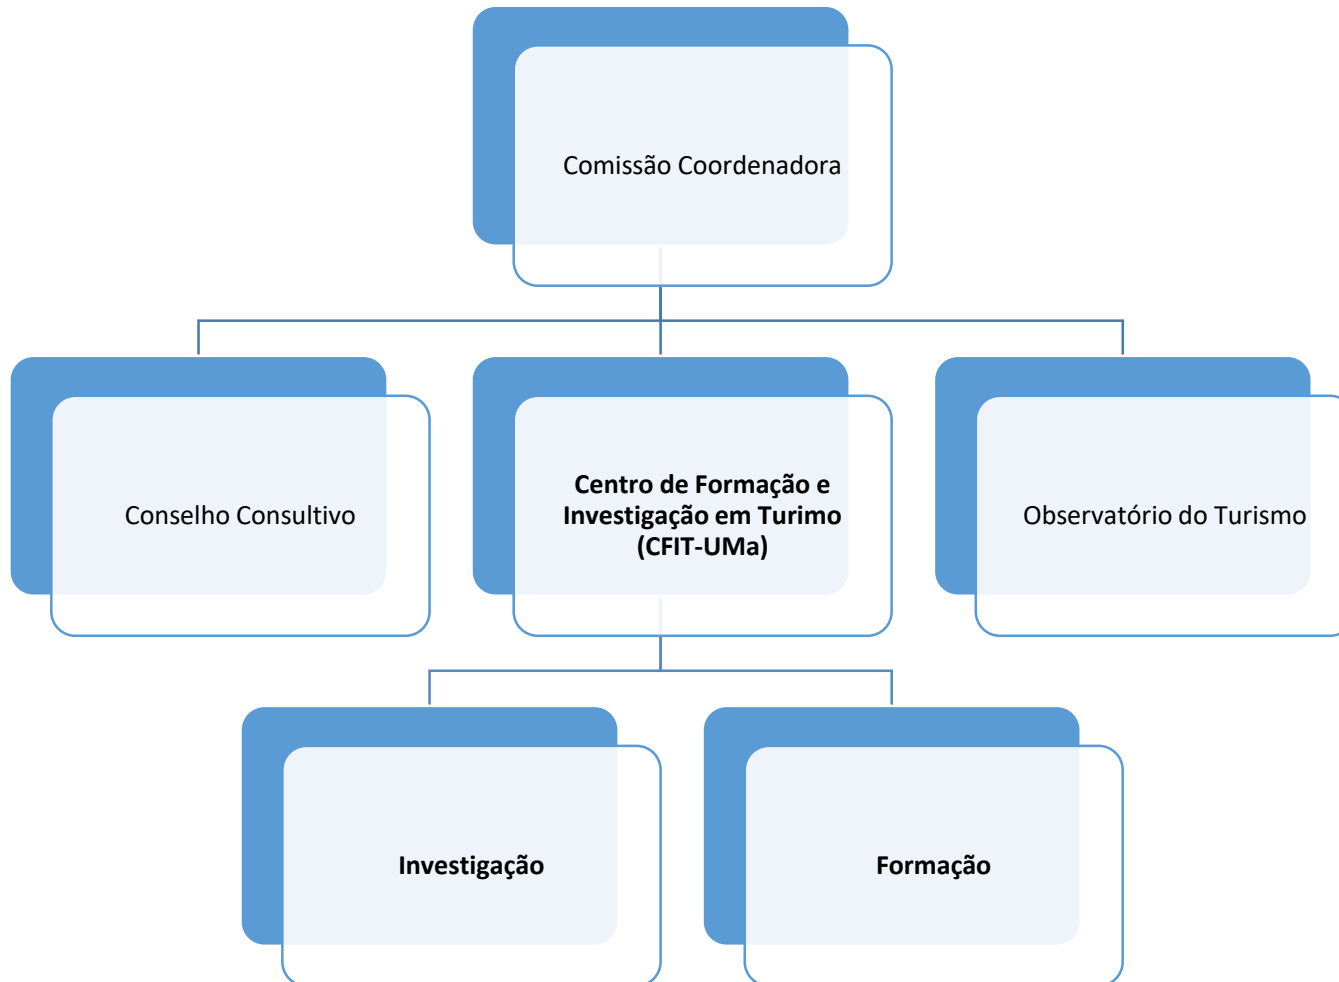 Comissão Coordenadora
Conselho Consultivo
Centro de Formação e
Investigação em Turimo
(CFIT-UMa)
Observatório do Turismo
Investigação
Formação